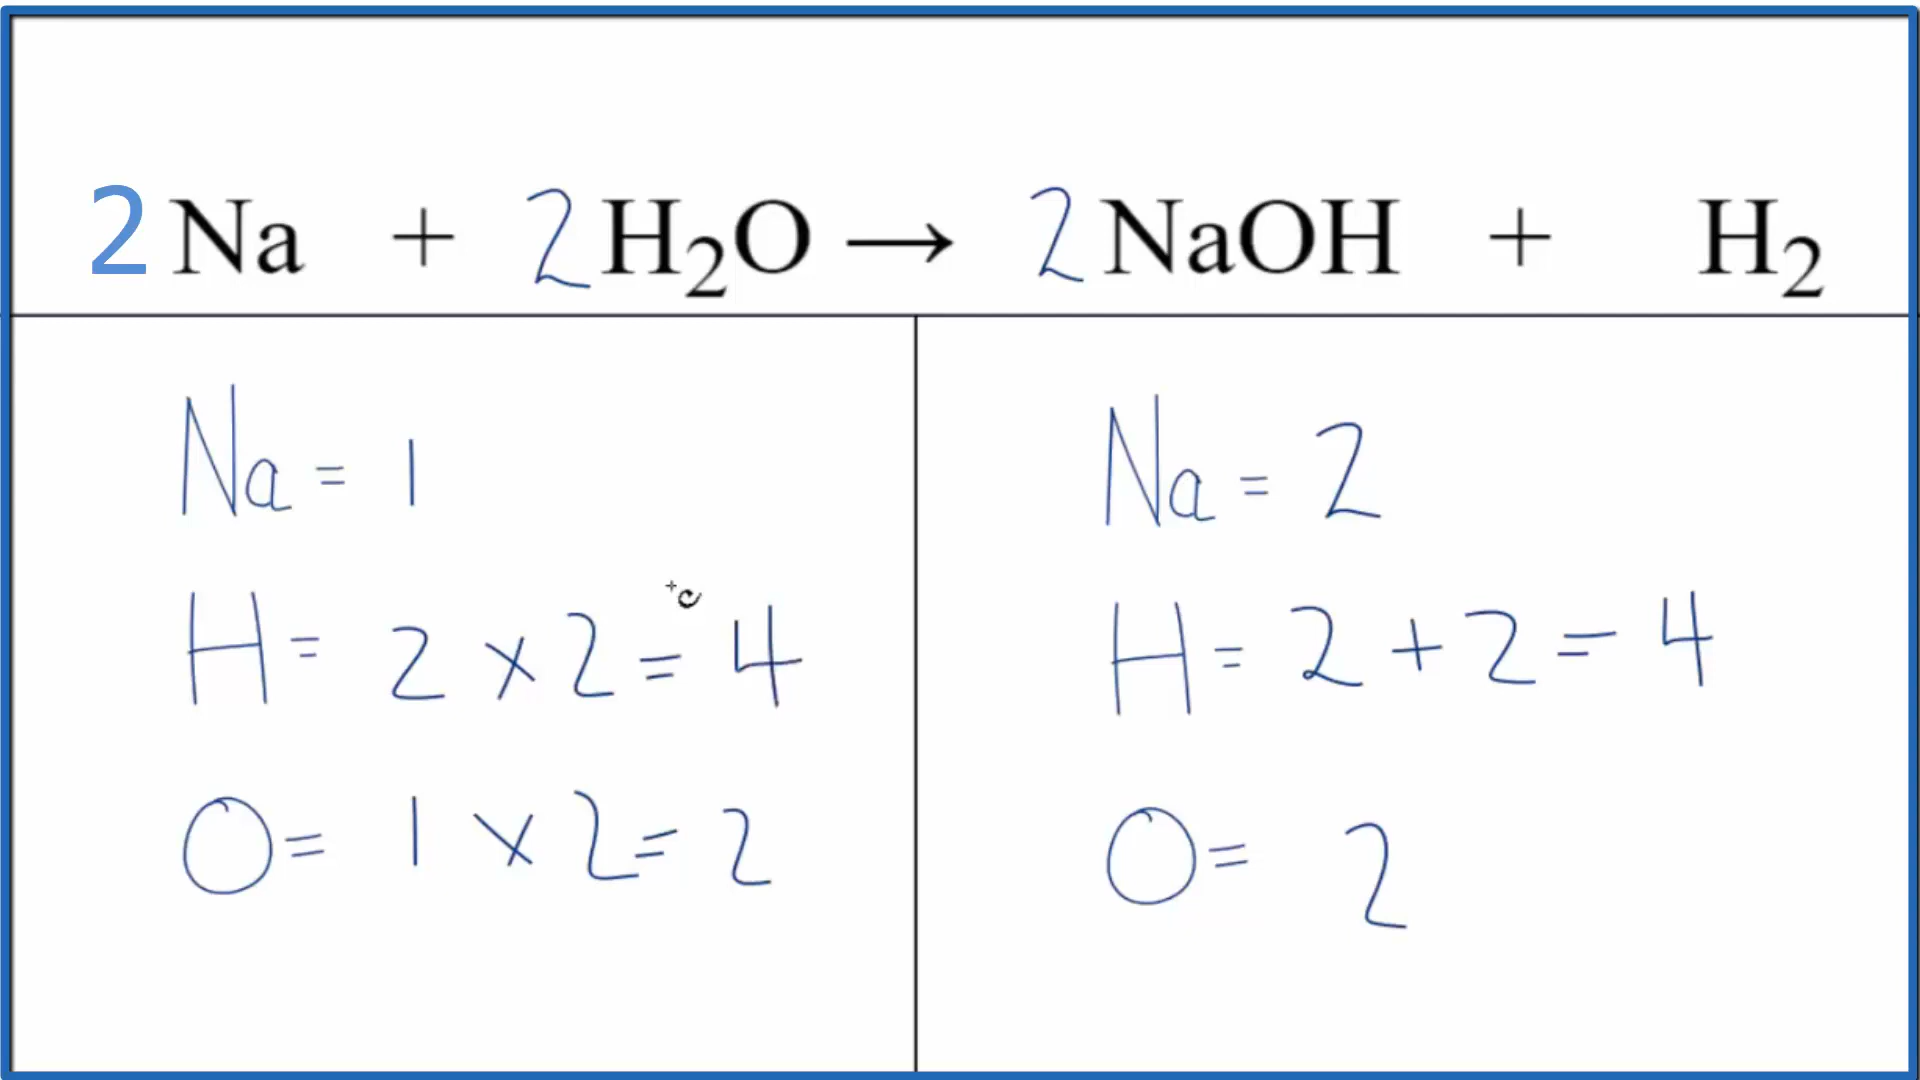 2 Na + 2 H₂O → 2 NaOH + H₂
Na = 1
H = 2 × 2 = 4
O = 1 × 2 = 2
Na = 2
H = 2 + 2 = 4
O = 2